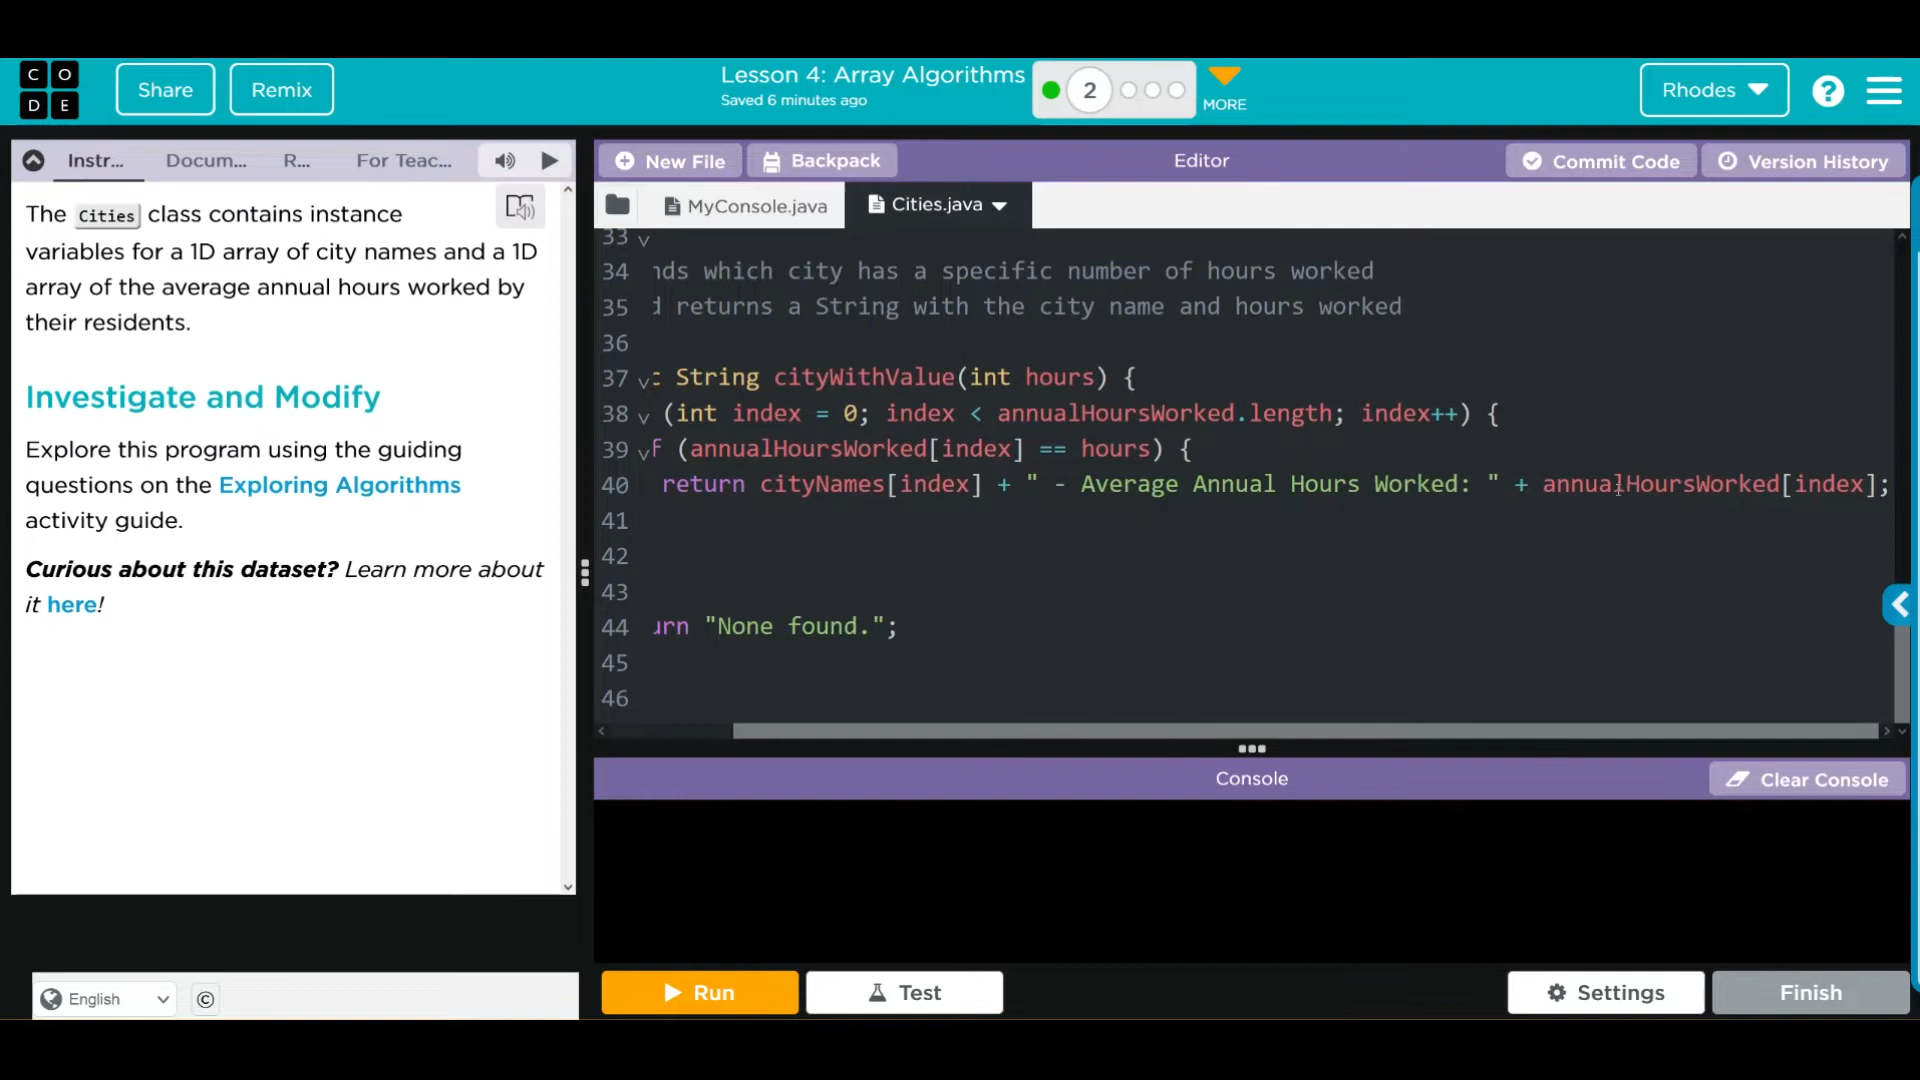 C O
D E
Share
Remix
Lesson 4: Array Algorithms
Saved 6 minutes ago
2
MORE
Rhodes
?
Instr...
Docum...
R...
For Teac...
New File
Backpack
Editor
Commit Code
Version History
MyConsole.java
Cities.java
The Cities class contains instance
variables for a 1D array of city names and a 1D
array of the average annual hours worked by
their residents.
Investigate and Modify
Explore this program using the guiding
questions on the Exploring Algorithms
activity guide.
Curious about this dataset? Learn more about
it here!
33
34 nds which city has a specific number of hours worked
35 d returns a String with the city name and hours worked
36
37 c String cityWithValue(int hours) {
38 (int index = 0; index < annualHoursWorked.length; index++) {
39 f (annualHoursWorked[index] == hours) {
40 return cityNames[index] + " - Average Annual Hours Worked: " + annualHoursWorked[index];
41
42
43
44 urn "None found.";
45
46
Console
Clear Console
English
©
Run
Test
Settings
Finish